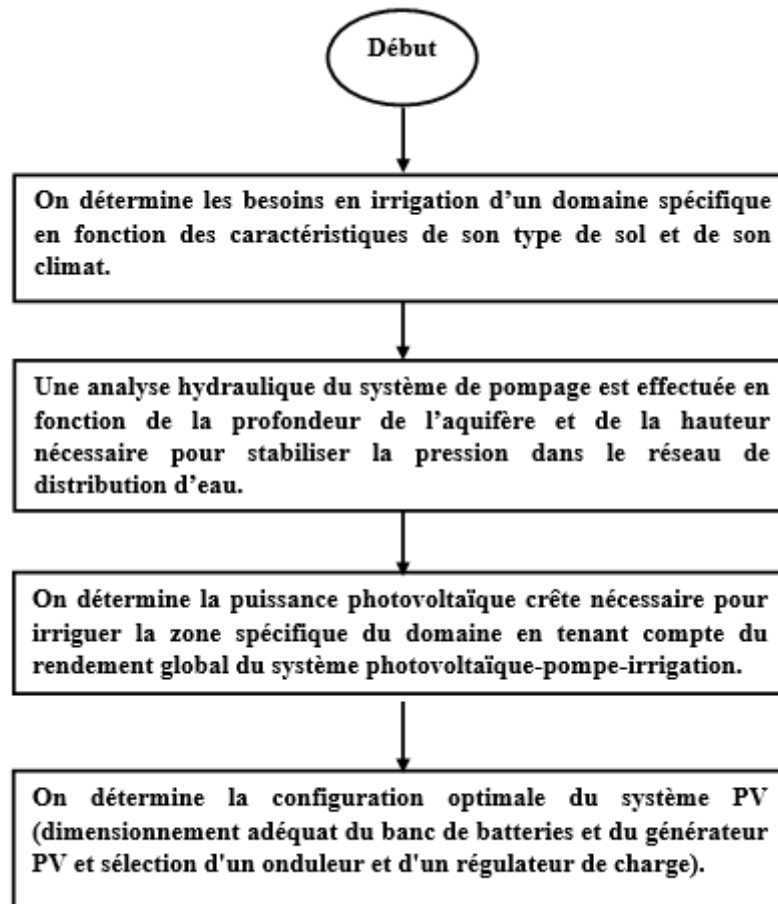 Début
On détermine les besoins en irrigation d’un domaine spécifique
en fonction des caractéristiques de son type de sol et de son
climat.
Une analyse hydraulique du système de pompage est effectuée en
fonction de la profondeur de l’aquifère et de la hauteur
nécessaire pour stabiliser la pression dans le réseau de
distribution d’eau.
On détermine la puissance photovoltaïque crête nécessaire pour
irriguer la zone spécifique du domaine en tenant compte du
rendement global du système photovoltaïque-pompe-irrigation.
On détermine la configuration optimale du système PV
(dimensionnement adéquat du banc de batteries et du générateur
PV et sélection d'un onduleur et d'un régulateur de charge).